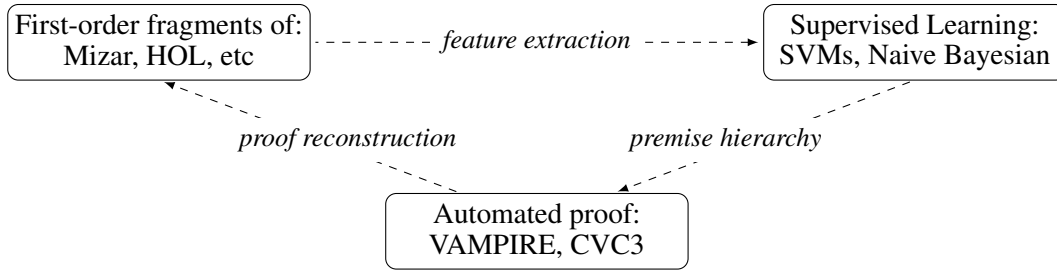 First-order fragments of:
Mizar, HOL, etc
feature extraction
Supervised Learning:
SVMs, Naive Bayesian
proof reconstruction
premise hierarchy
Automated proof:
VAMPIRE, CVC3